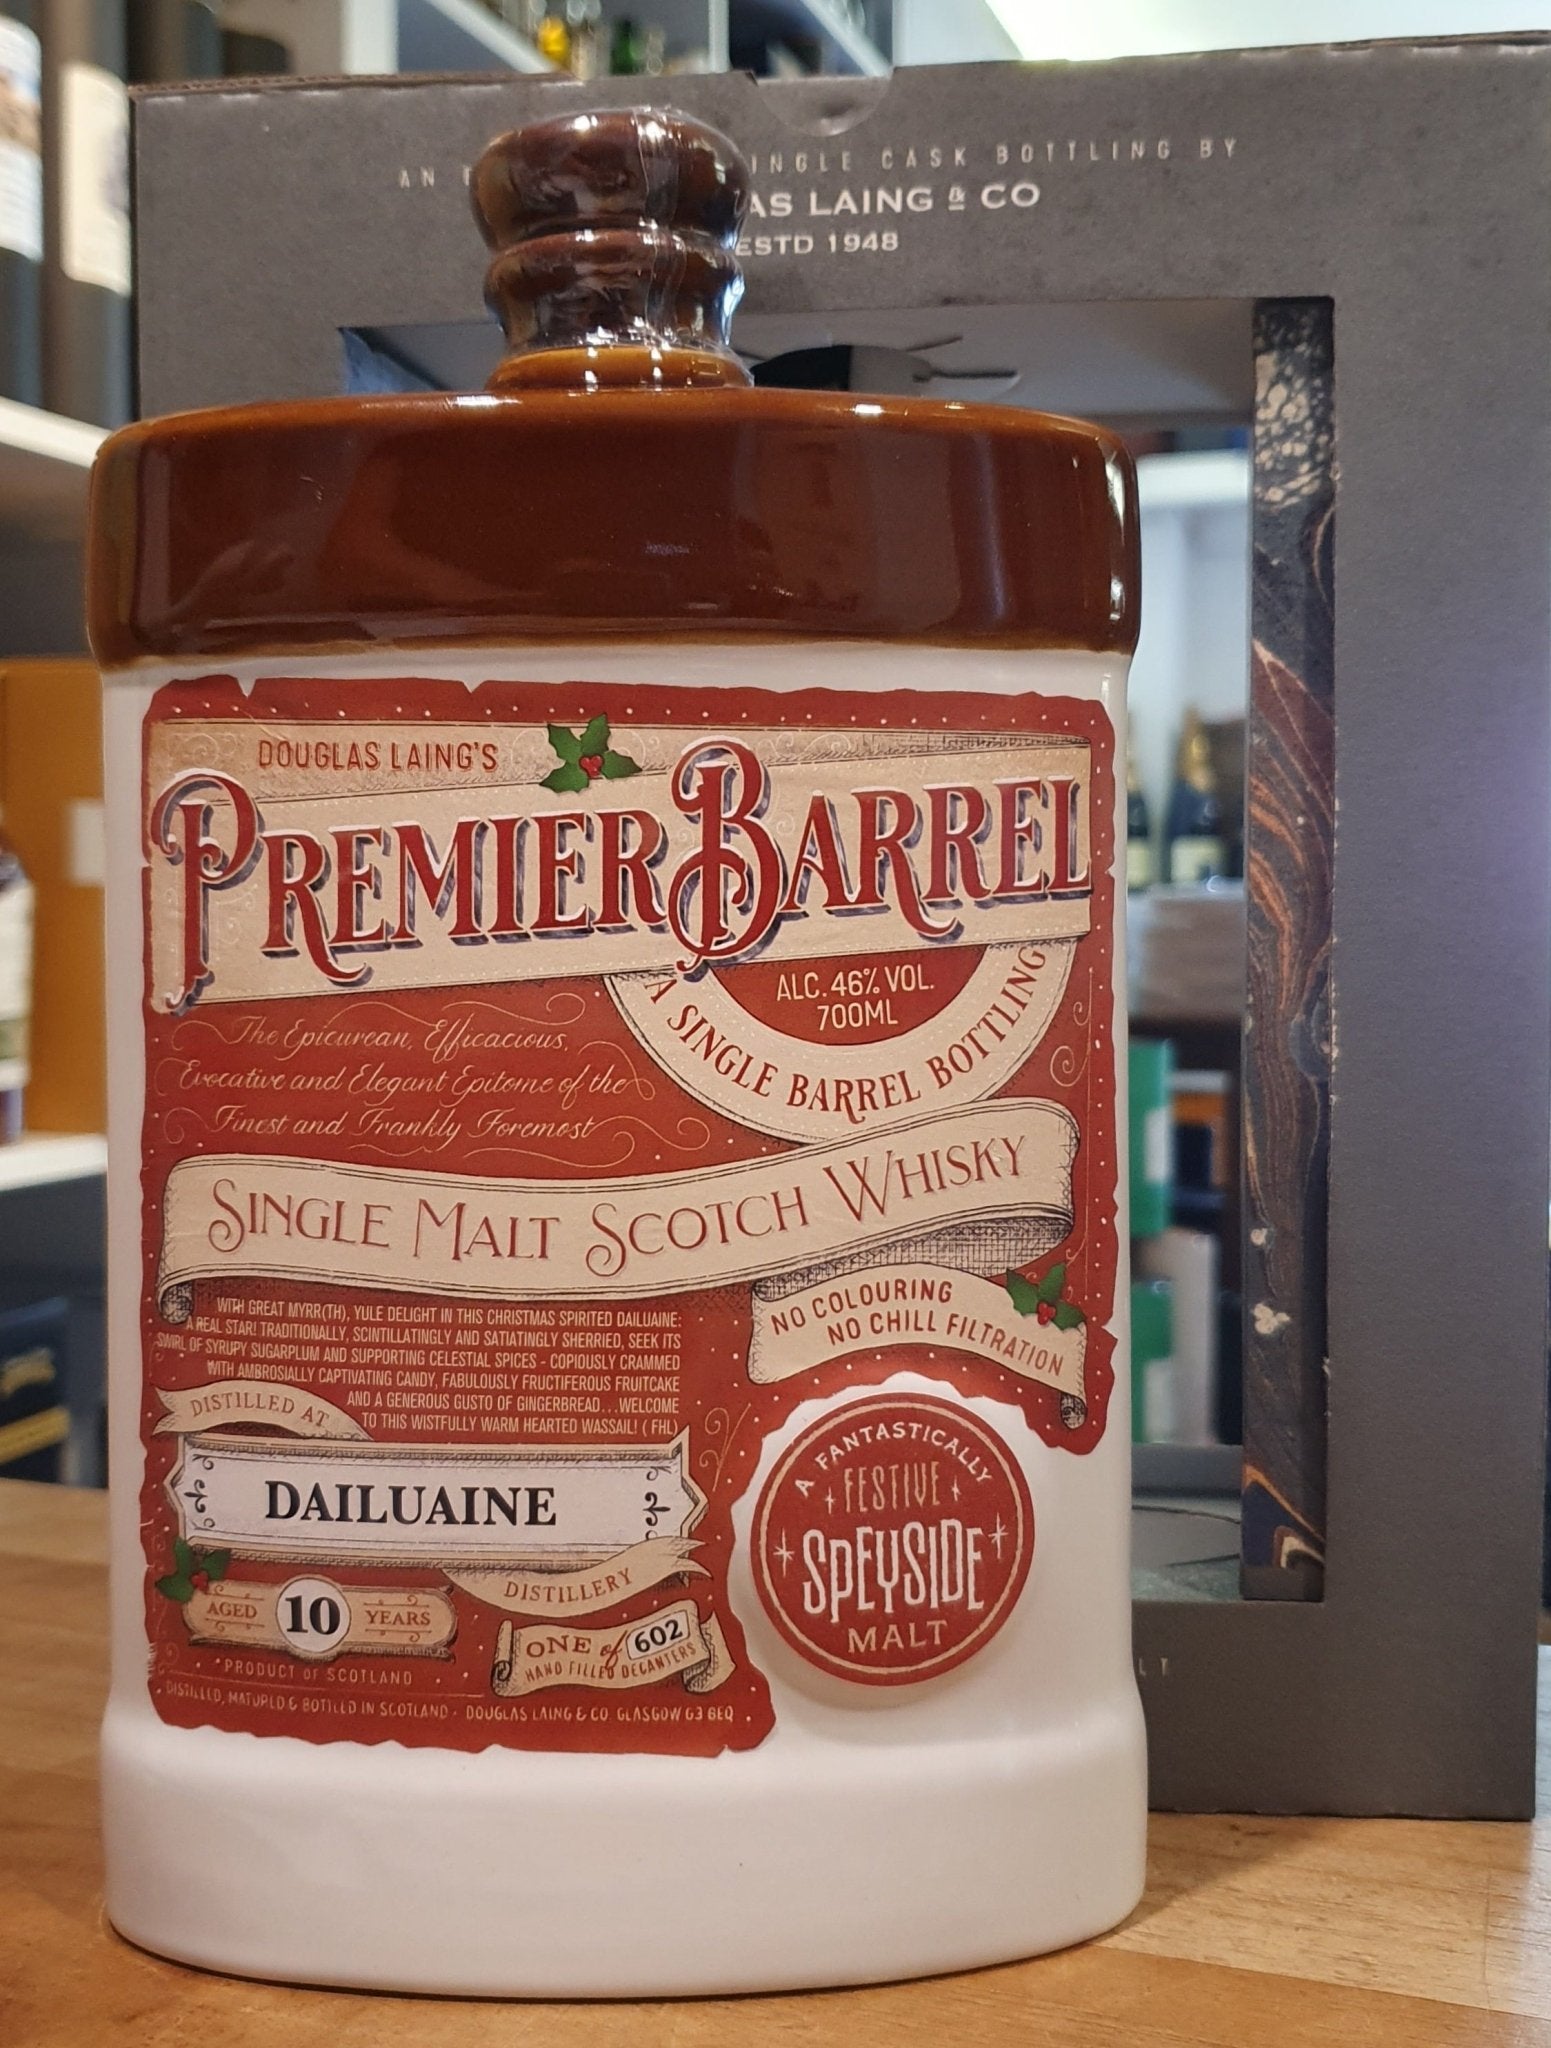 AN
INGLE CASK BOTTLING BY
AS LAING & CO
ESTD 1948
DOUGLAS LAING'S
PREMIER BARREL
ALC. 46% VOL.
700ML
A SINGLE BARREL BOTTLING
The Epicurean, Efficacious,
Evocative and Elegant Epitome of the
Finest and Frankly Foremost
SINGLE MALT SCOTCH WHISKY
NO COLOURING
NO CHILL FILTRATION
WITH GREAT MYRR(TH), YULE DELIGHT IN THIS CHRISTMAS SPIRITED DAILUAINE:
A REAL STAR! TRADITIONALLY, SCINTILLATINGLY AND SATIATINGLY SHERRIED, SEEK ITS
SWIRL OF SYRUPY SUGARPLUM AND SUPPORTING CELESTIAL SPICES - COPIOUSLY CRAMMED
WITH AMBROSIALLY CAPTIVATING CANDY, FABULOUSLY FRUCTIFEROUS FRUITCAKE
AND A GENEROUS GUSTO OF GINGERBREAD...WELCOME
TO THIS WISTFULLY WARM HEARTED WASSAIL! ( FHL)
DISTILLED AT
DAILUAINE
DISTILLERY
AGED 10 YEARS
ONE of 602
HAND FILLED DECANTERS
PRODUCT OF SCOTLAND
DISTILLED, MATURED & BOTTLED IN SCOTLAND - DOUGLAS LAING & CO. GLASGOW G3 6EQ .
A FANTASTICALLY
FESTIVE
SPEYSIDE
MALT
LT